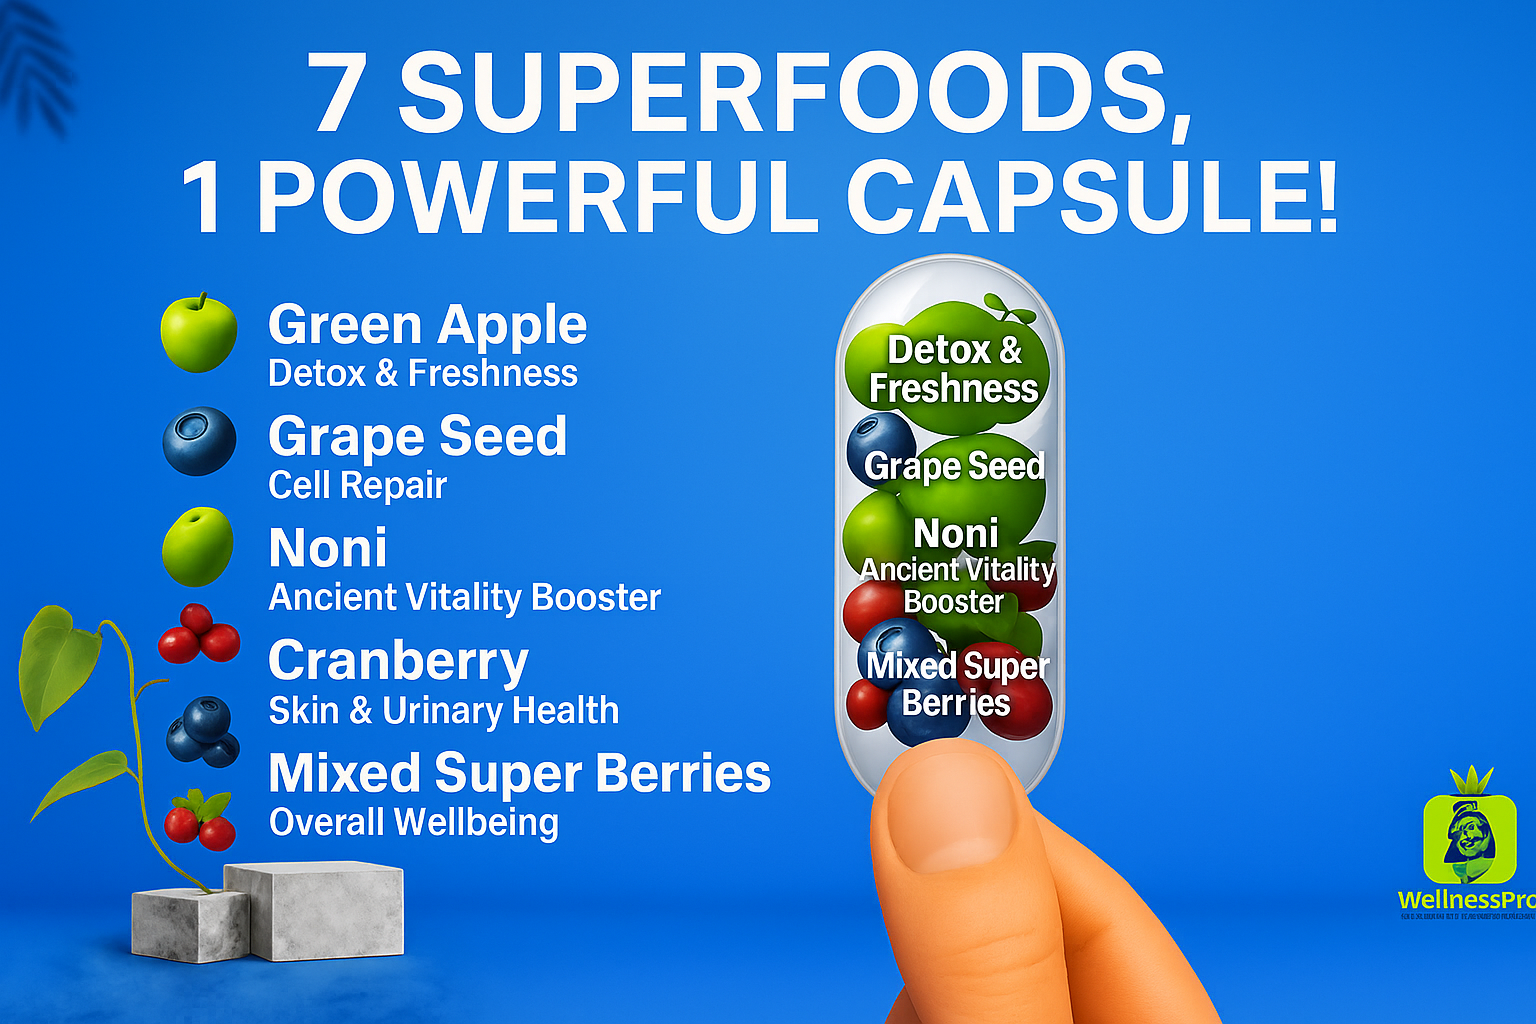 7 SUPERFOODS,
1 POWERFUL CAPSULE!
Green Apple
Detox & Freshness
Grape Seed
Cell Repair
Noni
Ancient Vitality Booster
Cranberry
Skin & Urinary Health
Mixed Super Berries
Overall Wellbeing
Detox &
Freshness
Grape Seed
Noni
Ancient Vitality
Booster
Mixed Super
Berries
WellnessPro